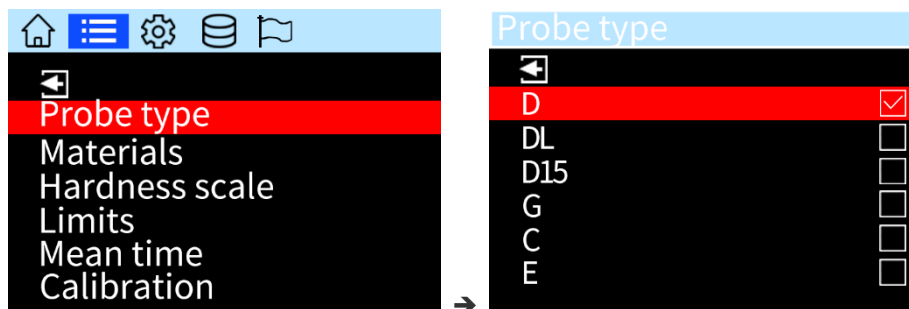 Probe type
Materials
Hardness scale
Limits
Mean time
Calibration
Probe type
D
DL
D15
G
C
E